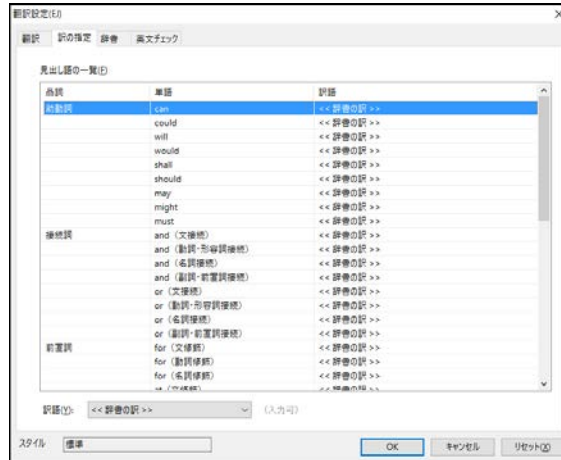 翻訳設定(EJ)
翻訳 訳の指定 辞書 英文チェック
見出し語の一覧(F)
品詞 単語 訳語
助動詞 can << 辞書の訳 >>
could << 辞書の訳 >>
will << 辞書の訳 >>
would << 辞書の訳 >>
shall << 辞書の訳 >>
should << 辞書の訳 >>
may << 辞書の訳 >>
might << 辞書の訳 >>
must << 辞書の訳 >>
接続詞 and（文接続） << 辞書の訳 >>
and（動詞･形容詞接続） << 辞書の訳 >>
and（名詞接続） << 辞書の訳 >>
and（副詞･前置詞接続） << 辞書の訳 >>
or（文接続） << 辞書の訳 >>
or（動詞･形容詞接続） << 辞書の訳 >>
or（名詞接続） << 辞書の訳 >>
or（副詞･前置詞接続） << 辞書の訳 >>
前置詞 for（文修飾） << 辞書の訳 >>
for（動詞修飾） << 辞書の訳 >>
for（名詞修飾） << 辞書の訳 >>
訳語(Y): << 辞書の訳 >> （入力可）
スタイル 標準 OK キャンセル リセット(X)